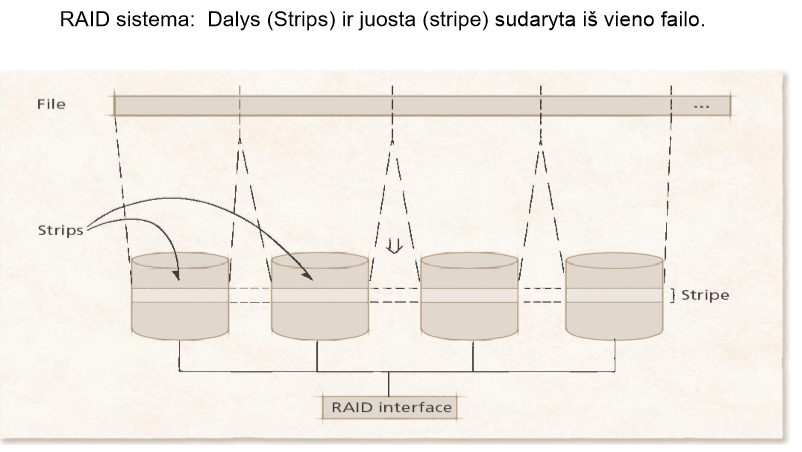 RAID sistema:  Dalys (Strips) ir juosta (stripe) sudaryta iš vieno failo.
File
...
Strips
Stripe
RAID interface